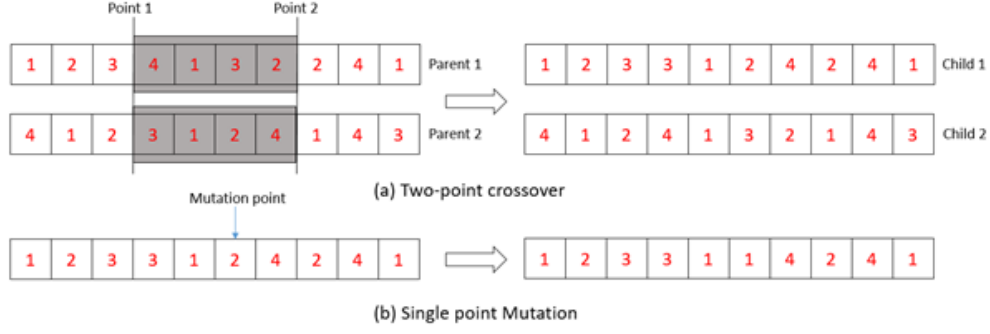 Point 1 Point 2
1 2 3 4 1 3 2 2 4 1 Parent 1 1 2 3 3 1 2 4 2 4 1 Child 1
4 1 2 3 1 2 4 1 4 3 Parent 2 4 1 2 4 1 3 2 1 4 3 Child 2
(a) Two-point crossover
Mutation point
1 2 3 3 1 2 4 2 4 1 1 2 3 3 1 1 4 2 4 1
(b) Single point Mutation